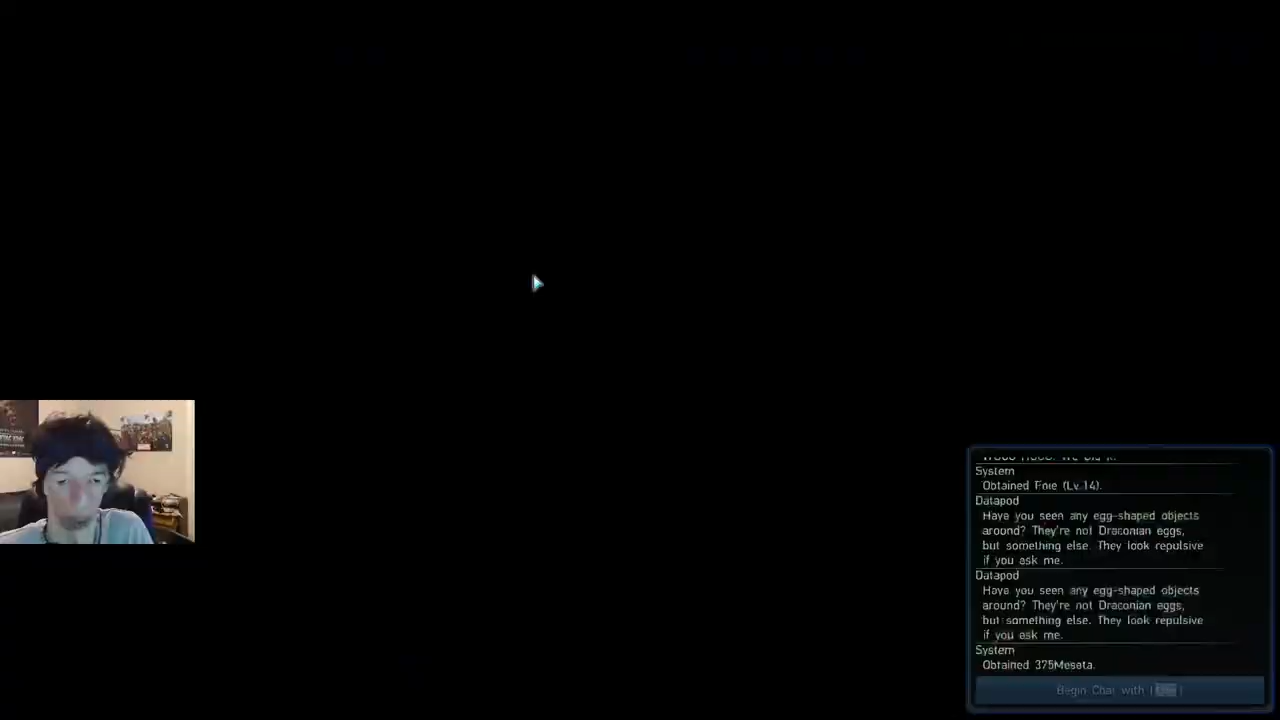 System
Obtained Foie (Lv.14).
Datapod
Have you seen any egg-shaped objects
around? They're not Draconian eggs,
but something else. They look repulsive
if you ask me.
Datapod
Have you seen any egg-shaped objects
around? They're not Draconian eggs,
but something else. They look repulsive
if you ask me.
System
Obtained 375Meseta.
Begin Chat with [